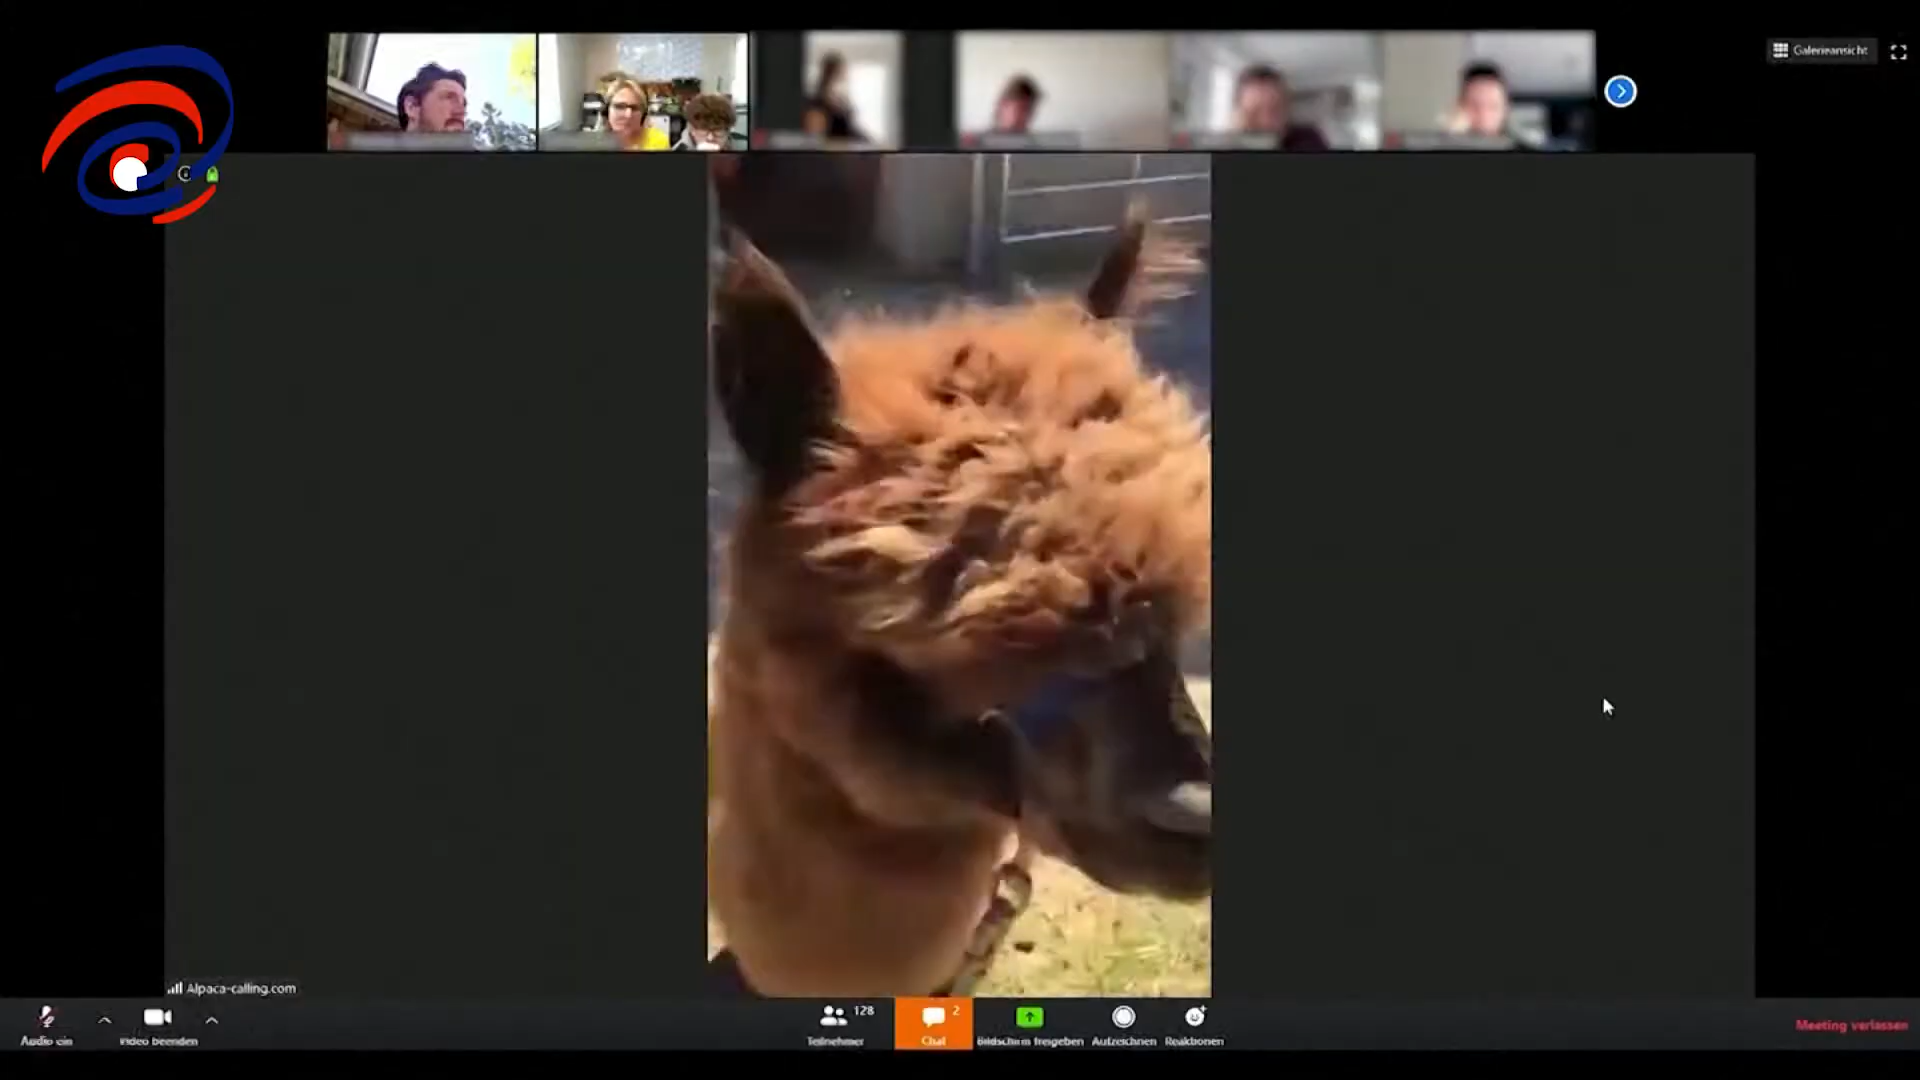 Galerieansicht
Alpaca-calling.com
128
2
Audio ein
Video beenden
Teilnehmer
Chat
Bildschirm freigeben
Aufzeichnen
Reaktionen
Meeting verlassen